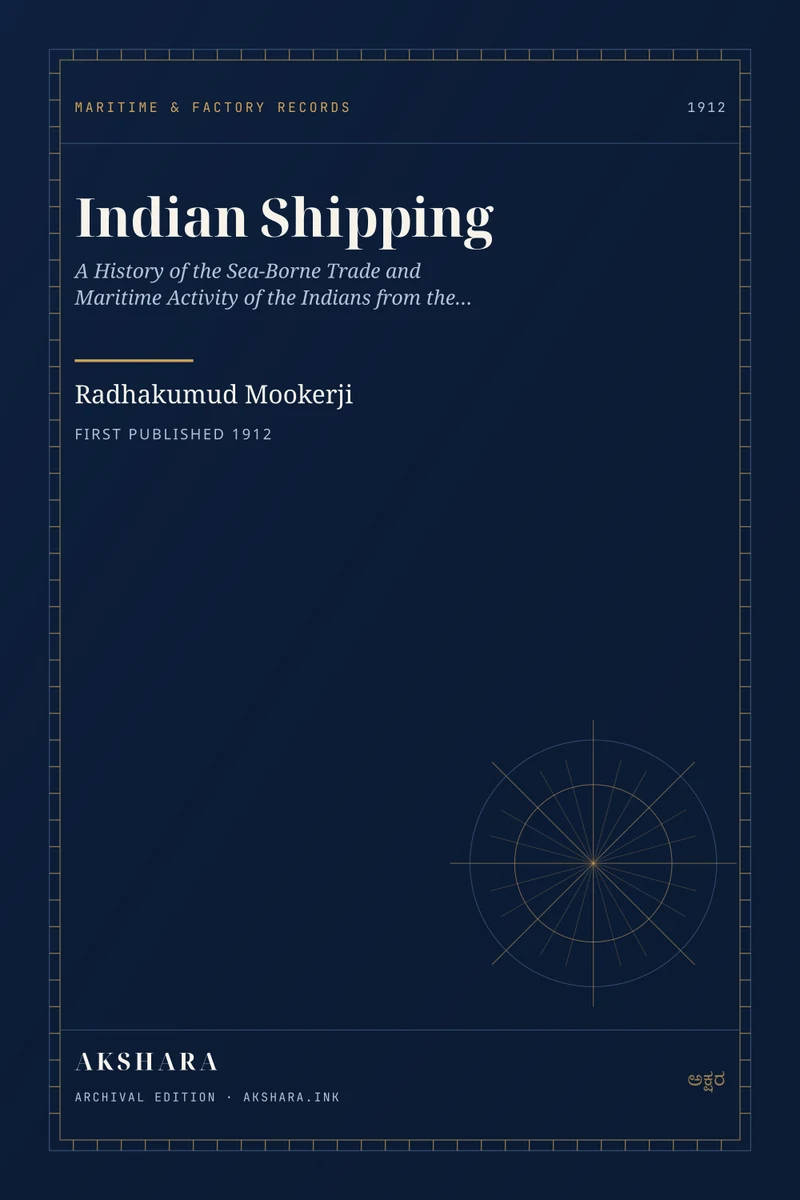 MARITIME & FACTORY RECORDS 1912
Indian Shipping
A History of the Sea-Borne Trade and
Maritime Activity of the Indians from the...
Radhakumud Mookerji
FIRST PUBLISHED 1912
AKSHARA
ARCHIVAL EDITION · AKSHARA.INK
ಅಕ್ಷರ